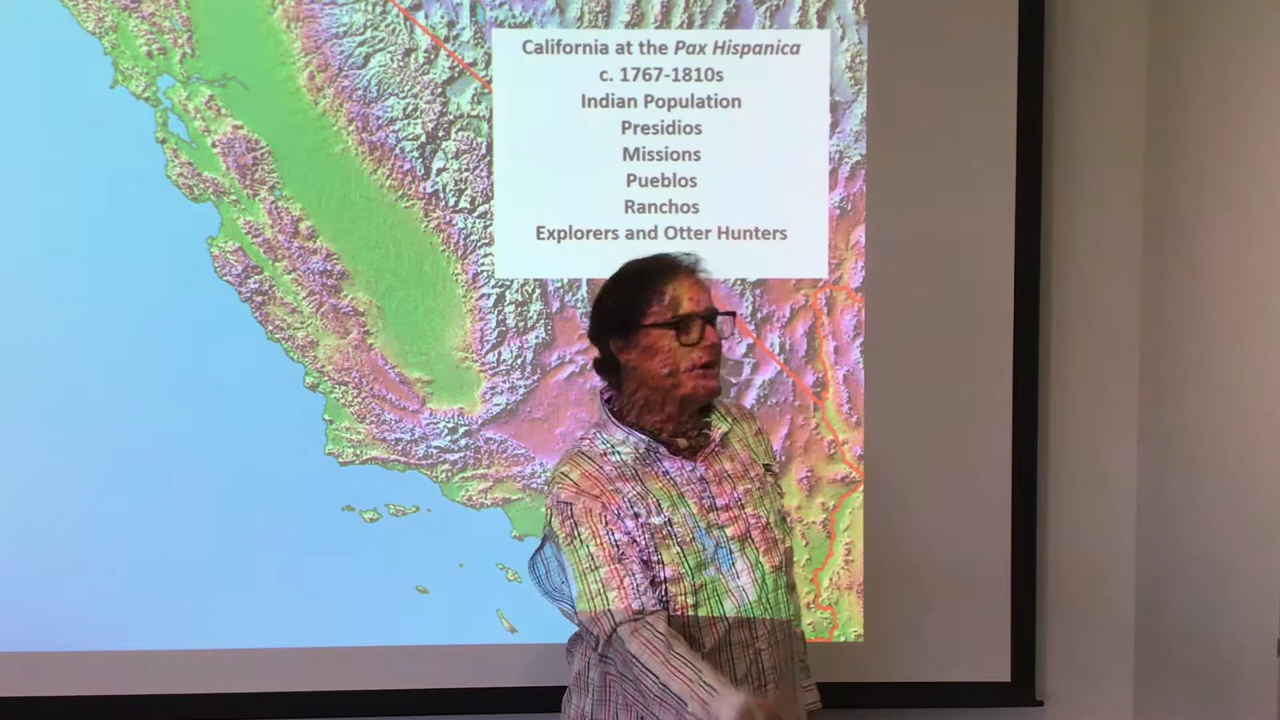 California at the Pax Hispanica
c. 1767-1810s
Indian Population
Presidios
Missions
Pueblos
Ranchos
Explorers and Otter Hunters